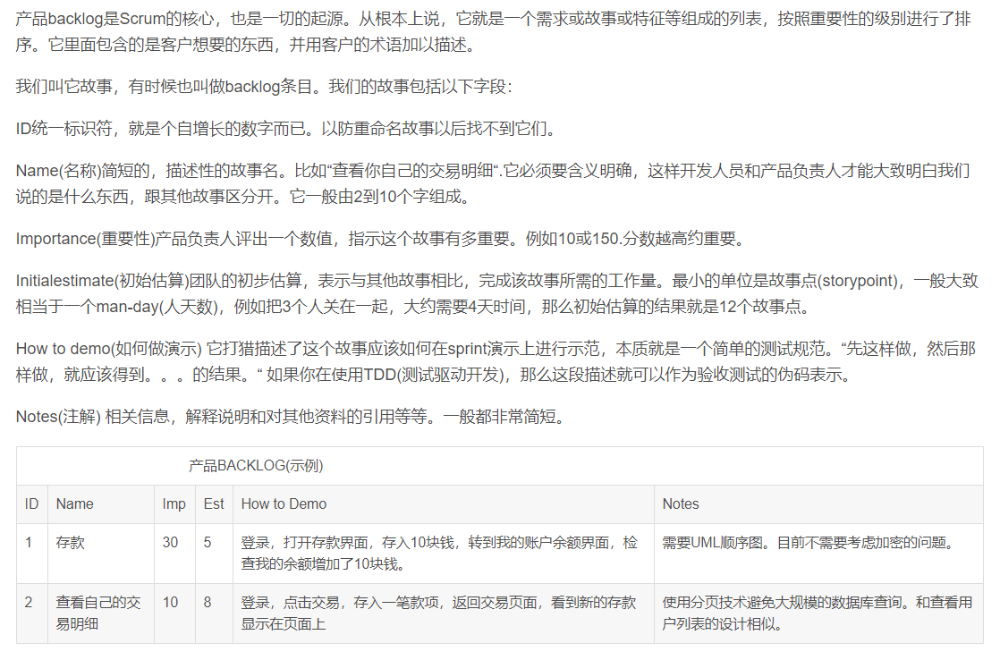 产品backlog是Scrum的核心，也是一切的起源。从根本上说，它就是一个需求或故事或特征等组成的列表，按照重要性的级别进行了排
序。它里面包含的是客户想要的东西，并用客户的术语加以描述。
我们叫它故事，有时候也叫做backlog条目。我们的故事包括以下字段：
ID统一标识符，就是个自增长的数字而已。以防重命名故事以后找不到它们。
Name(名称)简短的，描述性的故事名。比如“查看你自己的交易明细“.它必须要含义明确，这样开发人员和产品负责人才能大致明白我们
说的是什么东西，跟其他故事区分开。它一般由2到10个字组成。
Importance(重要性)产品负责人评出一个数值，指示这个故事有多重要。例如10或150.分数越高约重要。
Initialestimate(初始估算)团队的初步估算，表示与其他故事相比，完成该故事所需的工作量。最小的单位是故事点(storypoint)，一般大致
相当于一个man-day(人天数)，例如把3个人关在一起，大约需要4天时间，那么初始估算的结果就是12个故事点。
How to demo(如何做演示) 它打猎描述了这个故事应该如何在sprint演示上进行示范，本质就是一个简单的测试规范。“先这样做，然后那
样做，就应该得到。。。的结果。“ 如果你在使用TDD(测试驱动开发)，那么这段描述就可以作为验收测试的伪码表示。
Notes(注解) 相关信息，解释说明和对其他资料的引用等等。一般都非常简短。
产品BACKLOG(示例)
ID Name Imp Est How to Demo Notes
1 存款 30 5 登录，打开存款界面，存入10块钱，转到我的账户余额界面，检 需要UML顺序图。目前不需要考虑加密的问题。
查我的余额增加了10块钱。
2 查看自己的交 10 8 登录，点击交易，存入一笔款项，返回交易页面，看到新的存款 使用分页技术避免大规模的数据库查询。和查看用
易明细 显示在页面上 户列表的设计相似。